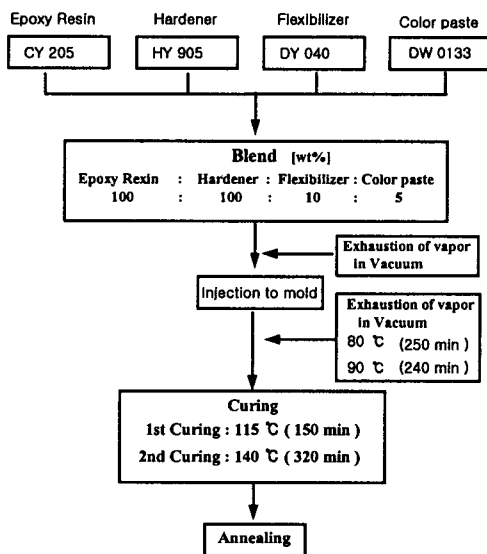 Epoxy Resin Hardener Flexibilizer Color paste
CY 205 HY 905 DY 040 DW 0133
Blend [wt%]
Epoxy Rexin : Hardener : Flexibilizer : Color paste
100 : 100 : 10 : 5
Exhaustion of vapor
in Vacuum
Injection to mold
Exhaustion of vapor
in Vacuum
80 ℃ (250 min )
90 ℃ (240 min )
Curing
1st Curing : 115 ℃ ( 150 min )
2nd Curing : 140 ℃ ( 320 min )
Annealing